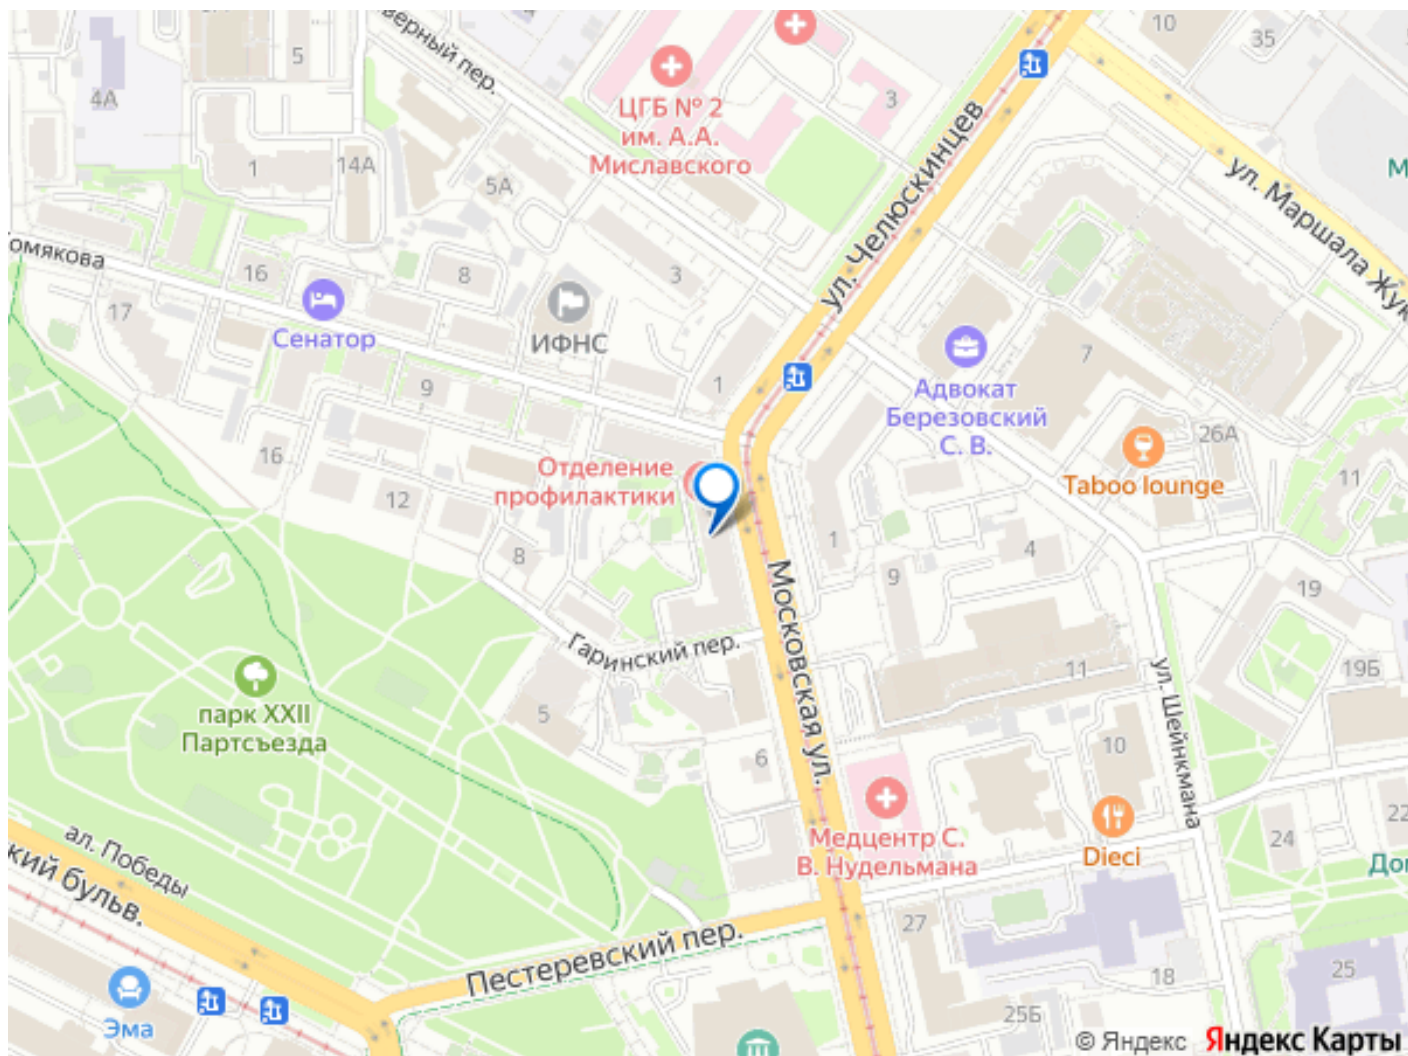 10
35
5
4А
верный пер.
ЦГБ № 2
им. А.А.
Миславского
3
ул. Челюскинцев
ул. Маршала Жук
М
1
14А
5А
омякова
16
8
3
17
Сенатор
ИФНС
9
1
7
Адвокат
Березовский
С. В.
26А
Taboo lounge
11
16
Отделение
профилактики
12
8
1
4
9
19
Московская ул.
Гаринский пер.
11
19Б
ул. Шейнкмана
парк XXII
Партсъезда
5
6
10
Медцентр С.
В. Нудельмана
Dieci
24
22
До
ал. Победы
кий бульв.
Пестеревский пер.
27
18
25
25Б
Эма
© Яндекс Яндекс Карты